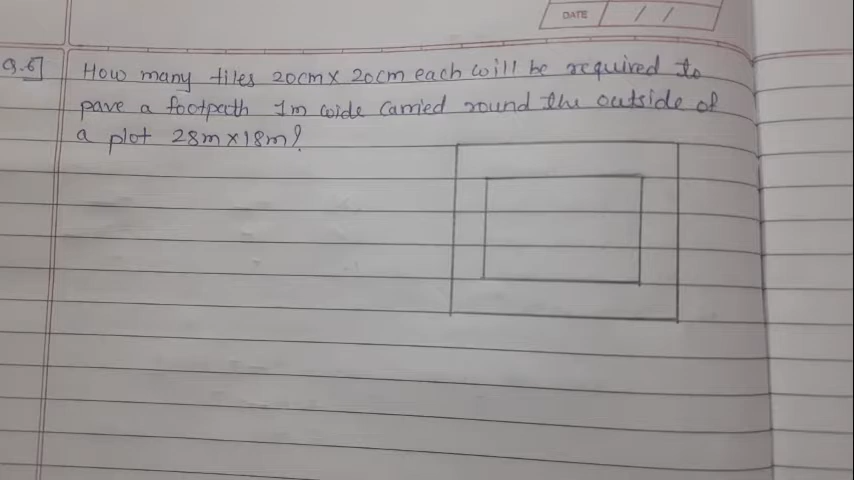 DATE / /
Q.6] How many tiles 20cm x 20cm each will be required to
pave a footpath 1m wide carried round the outside of
a plot 28m x 18m?